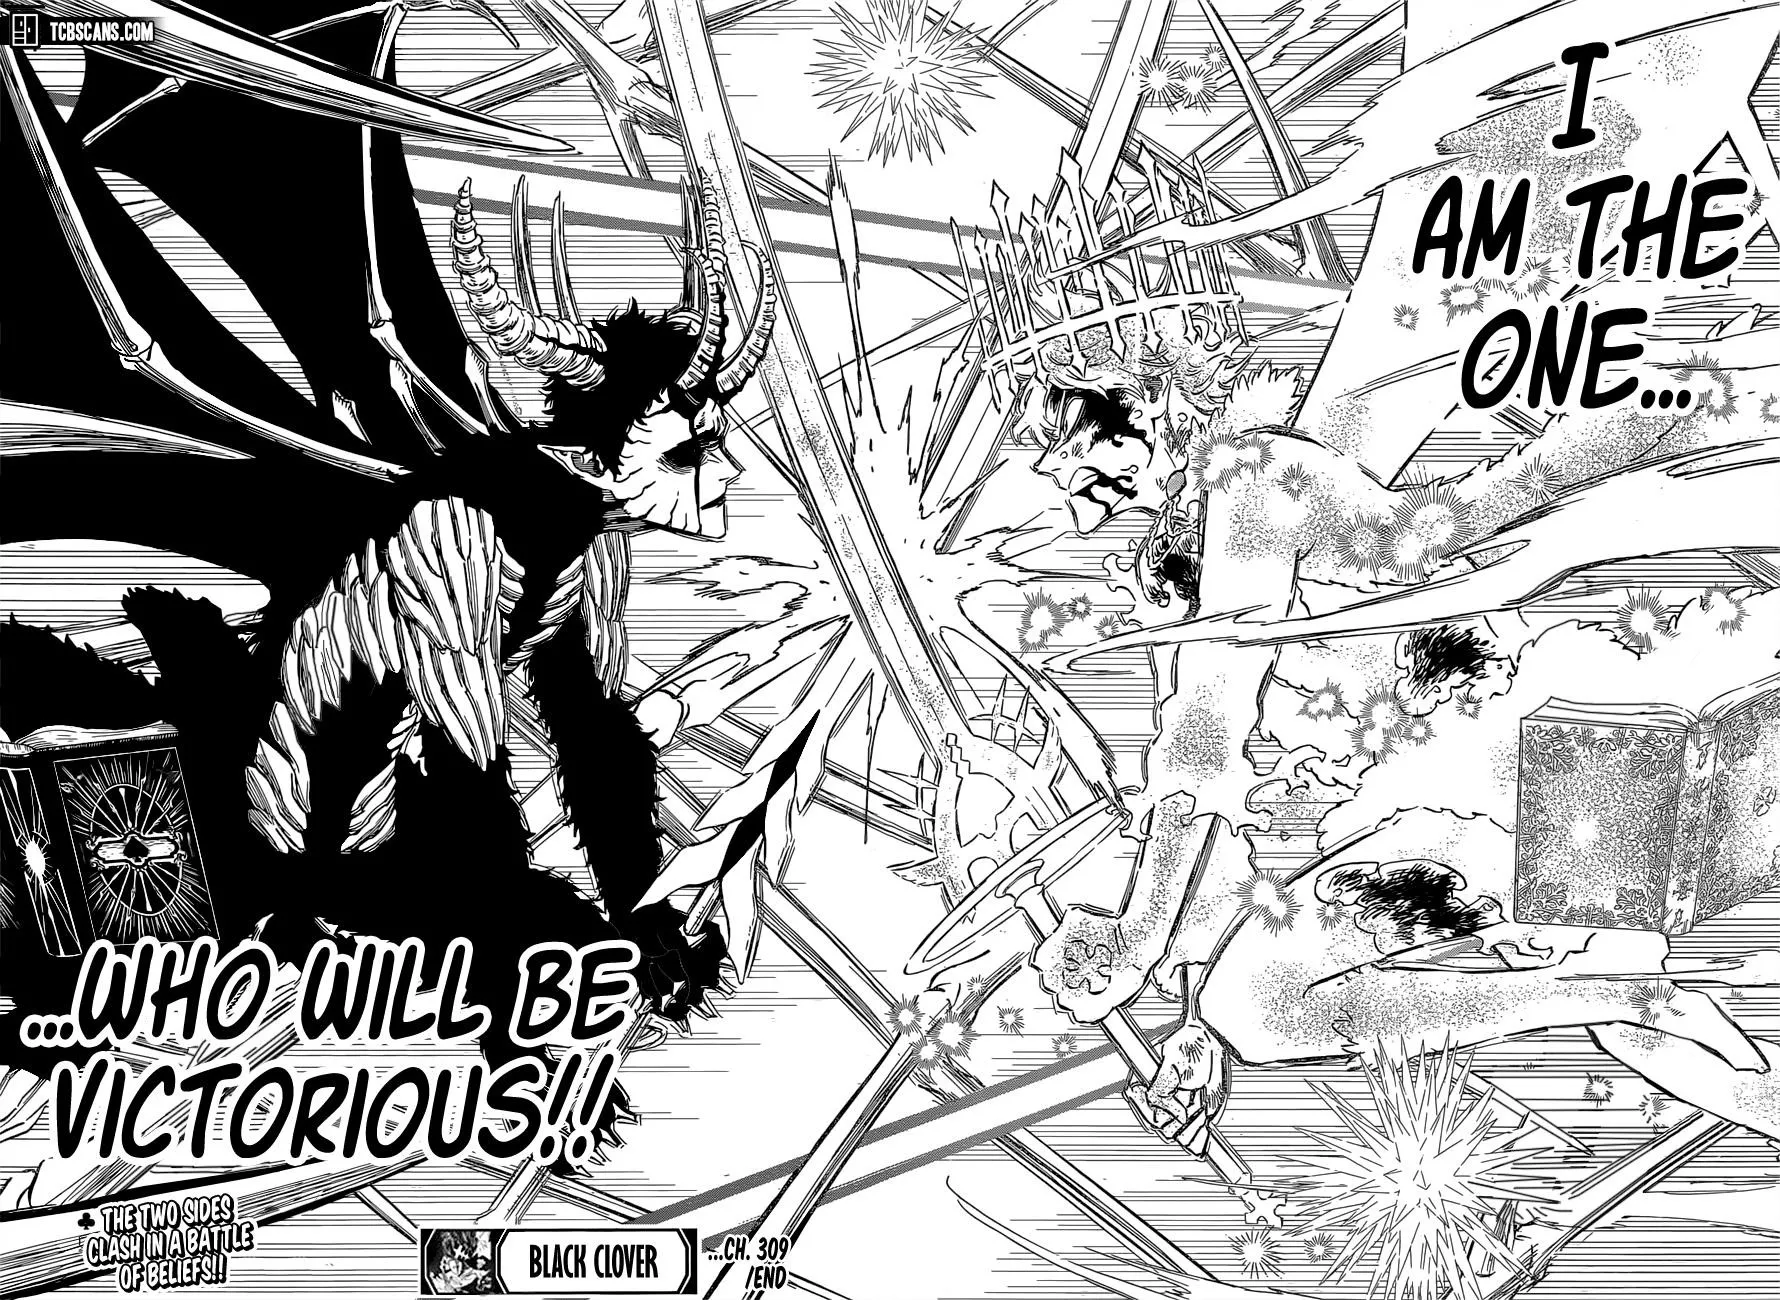 TCBSCANS.COM
I
AM THE
ONE...
...WHO WILL BE
VICTORIOUS!!
♣ THE TWO SIDES
CLASH IN A BATTLE
OF BELIEFS!!
BLACK CLOVER
...CH. 309
/END